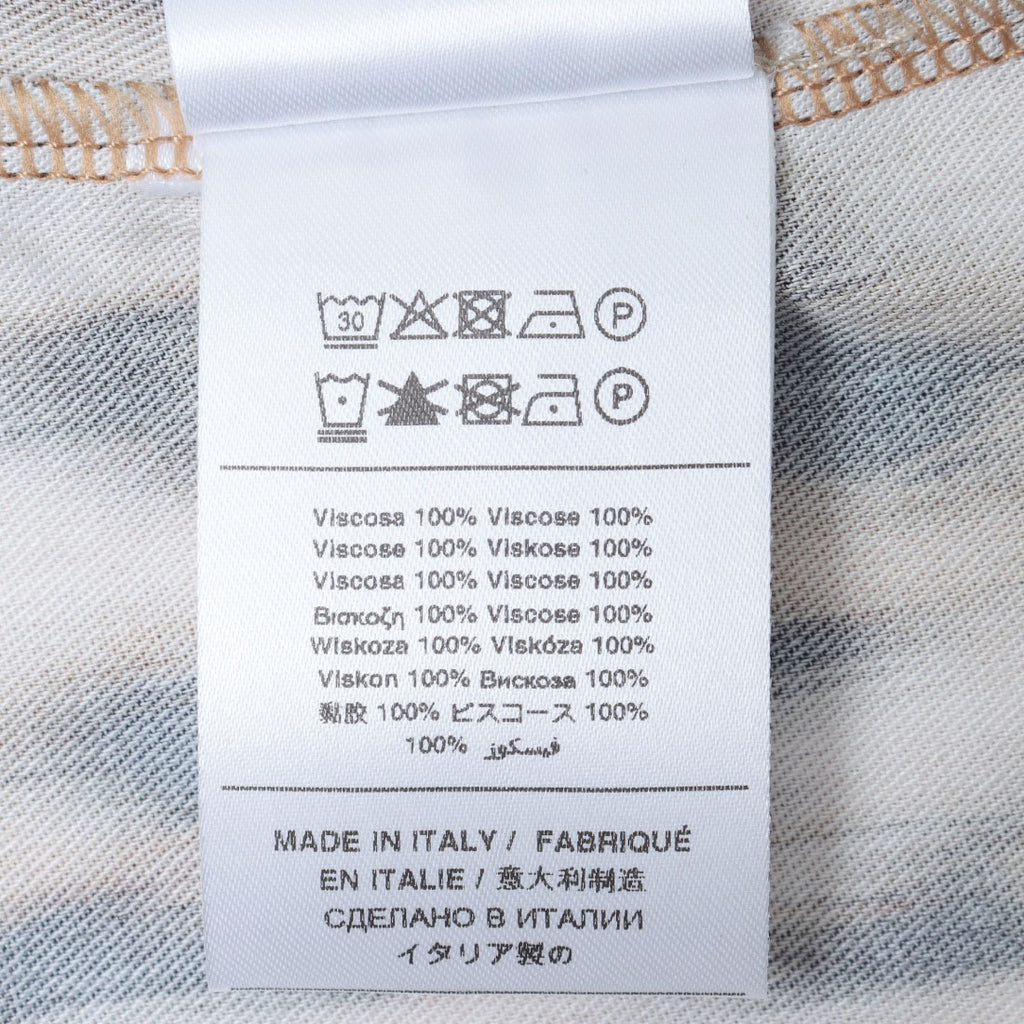 30 P
P
Viscosa 100% Viscose 100%
Viscose 100% Viskose 100%
Viscosa 100% Viscose 100%
Βισκοζη 100% Viscose 100%
Wiskoza 100% Viskóza 100%
Viskon 100% Вискоза 100%
黏胶 100% ビスコース 100%
100% فيسكوز
MADE IN ITALY / FABRIQUÉ
EN ITALIE / 意大利制造
СДЕЛАНО В ИТАЛИИ
イタリア製の